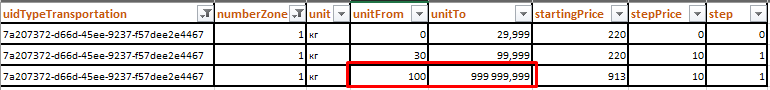 uidTypeTransportation numberZone unit unitFrom unitTo startingPrice stepPrice step
7a207372-d66d-45ee-9237-f57dee2e4467 1 кг 0 29,999 220 0 0
7a207372-d66d-45ee-9237-f57dee2e4467 1 кг 30 99,999 220 10 1
7a207372-d66d-45ee-9237-f57dee2e4467 1 кг 100 999 999,999 913 10 1